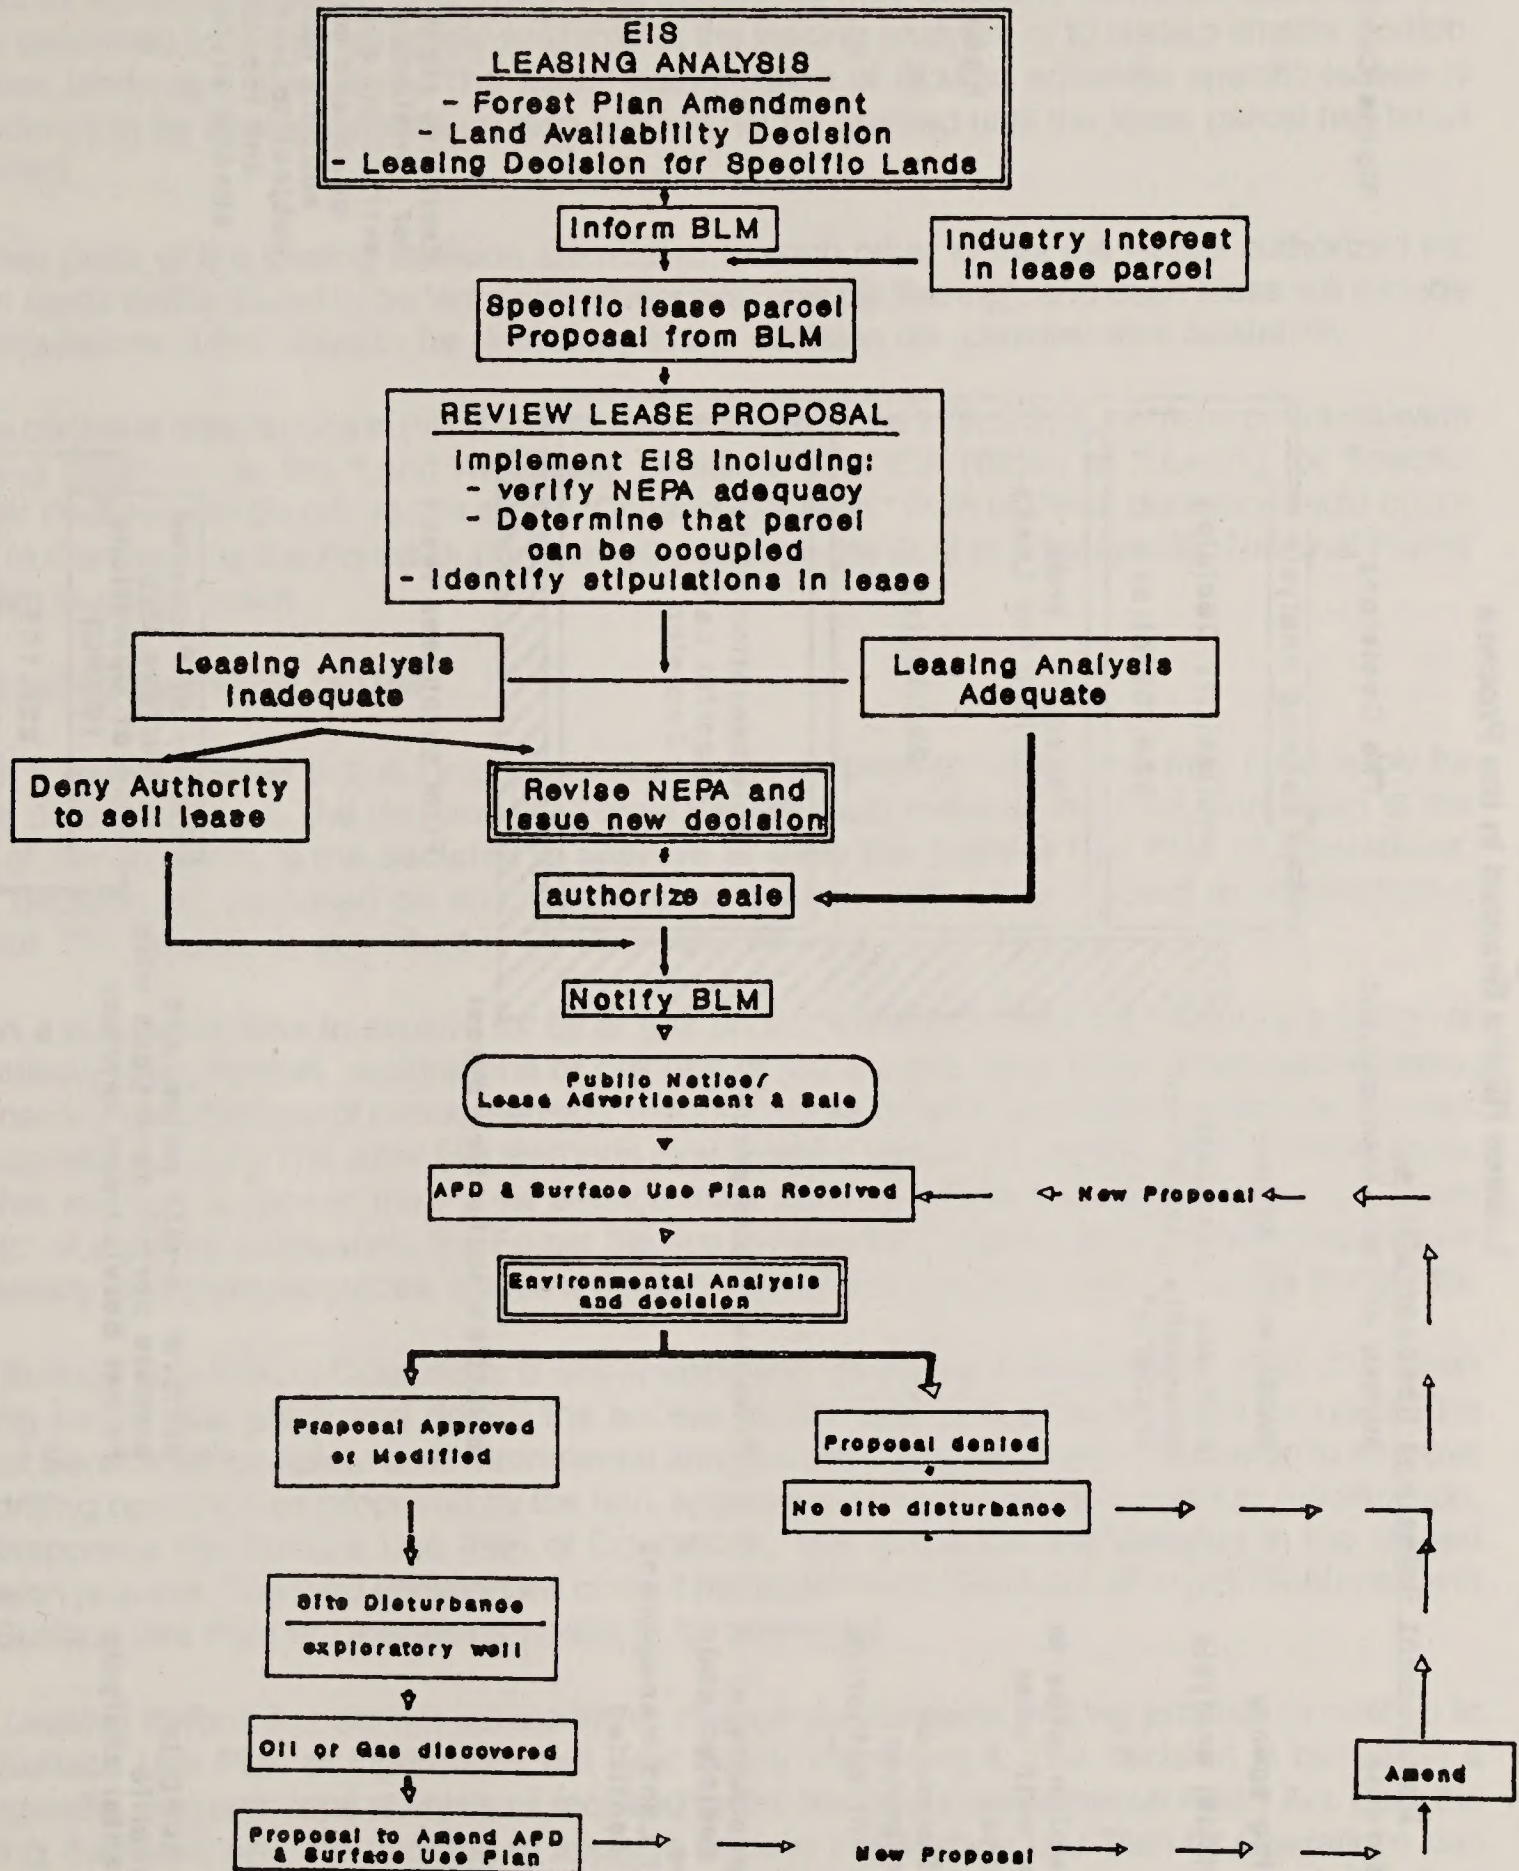 EIS
LEASING ANALYSIS
- Forest Plan Amendment
- Land Availability Decision
- Leasing Decision for Specific Lands
Inform BLM
Industry Interest
in lease parcel
Specific lease parcel
Proposal from BLM
REVIEW LEASE PROPOSAL
Implement EIS including:
- verify NEPA adequacy
- Determine that parcel
can be occupied
- Identify stipulations in lease
Leasing Analysis
Inadequate
Leasing Analysis
Adequate
Deny Authority
to sell lease
Revise NEPA and
issue new decision
authorize sale
Notify BLM
Public Notice/
Lease Advertisement & Sale
APD & Surface Use Plan Received
New Proposal
Environmental Analysis
and decision
Proposal Approved
or Modified
Proposal denied
No site disturbance
Site Disturbance
exploratory well
Oil or Gas discovered
Amend
Proposal to Amend APD
& Surface Use Plan
New Proposal